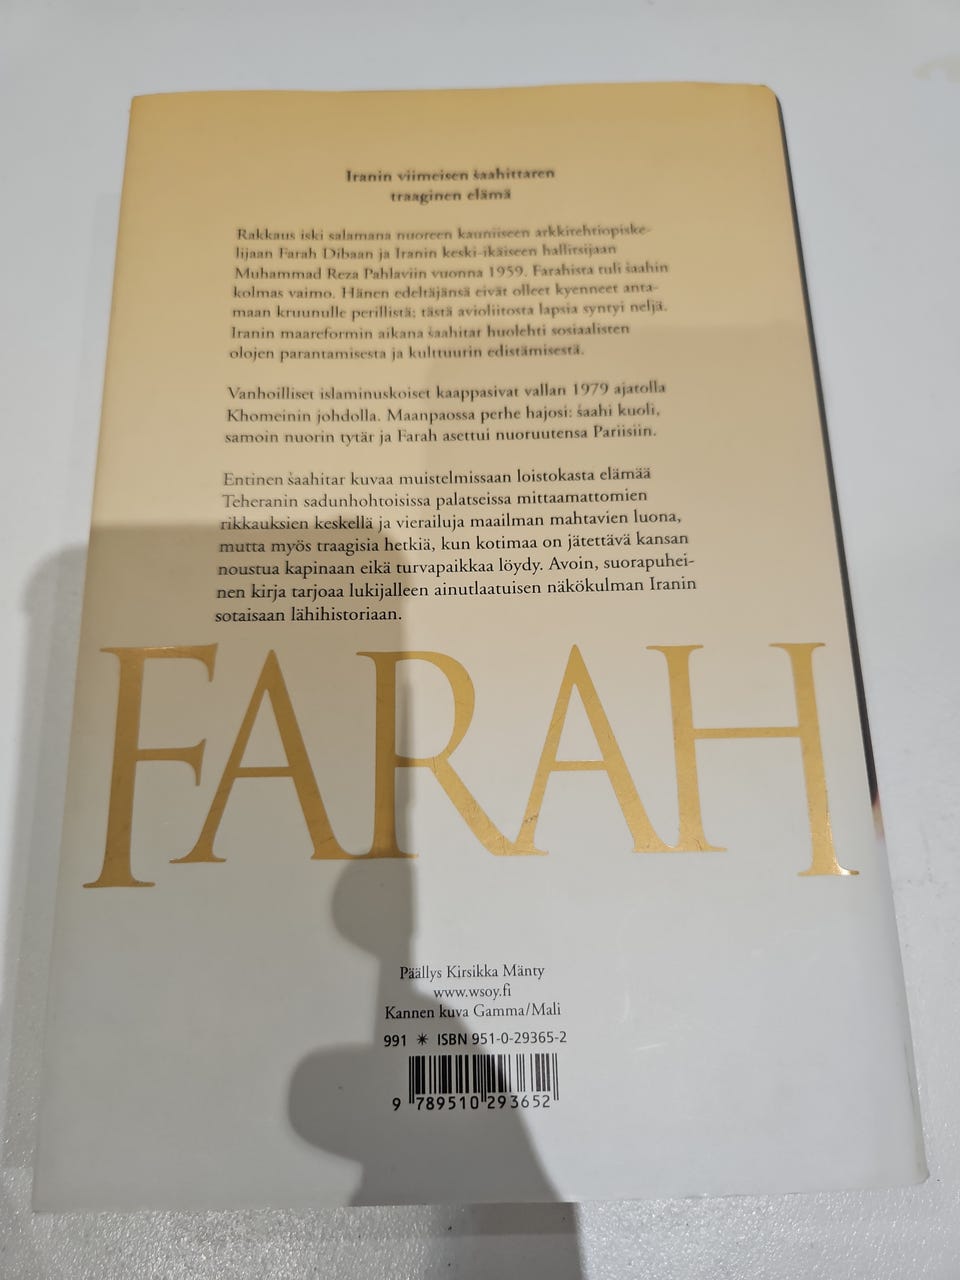 Iranin viimeisen šaahittaren
traaginen elämä
Rakkaus iski salamana nuoreen kauniiseen arkkitehtiopiske-
lijaan Farah Dibaan ja Iranin keski-ikäiseen hallitsijaan
Muhammad Reza Pahlaviin vuonna 1959. Farahista tuli šaahin
kolmas vaimo. Hänen edeltäjänsä eivät olleet kyenneet anta-
maan kruunulle perillistä; tästä avioliitosta lapsia syntyi neljä.
Iranin maareformin aikana šaahitar huolehti sosiaalisten
olojen parantamisesta ja kulttuurin edistämisestä.
Vanhoilliset islaminuskoiset kaappasivat vallan 1979 ajatolla
Khomeinin johdolla. Maanpaossa perhe hajosi: šaahi kuoli,
samoin nuorin tytär ja Farah asettui nuoruutensa Pariisiin.
Entinen šaahitar kuvaa muistelmissaan loistokasta elämää
Teheranin sadunhohtoisissa palatseissa mittaamattomien
rikkauksien keskellä ja vierailuja maailman mahtavien luona,
mutta myös traagisia hetkiä, kun kotimaa on jätettävä kansan
noustua kapinaan eikä turvapaikkaa löydy. Avoin, suorapuhei-
nen kirja tarjoaa lukijalleen ainutlaatuisen näkökulman Iranin
sotaisaan lähihistoriaan.
FARAH
Päällys Kirsikka Mänty
www.wsoy.fi
Kannen kuva Gamma/Mali
991 ✳ ISBN 951-0-29365-2
9 789510 293652